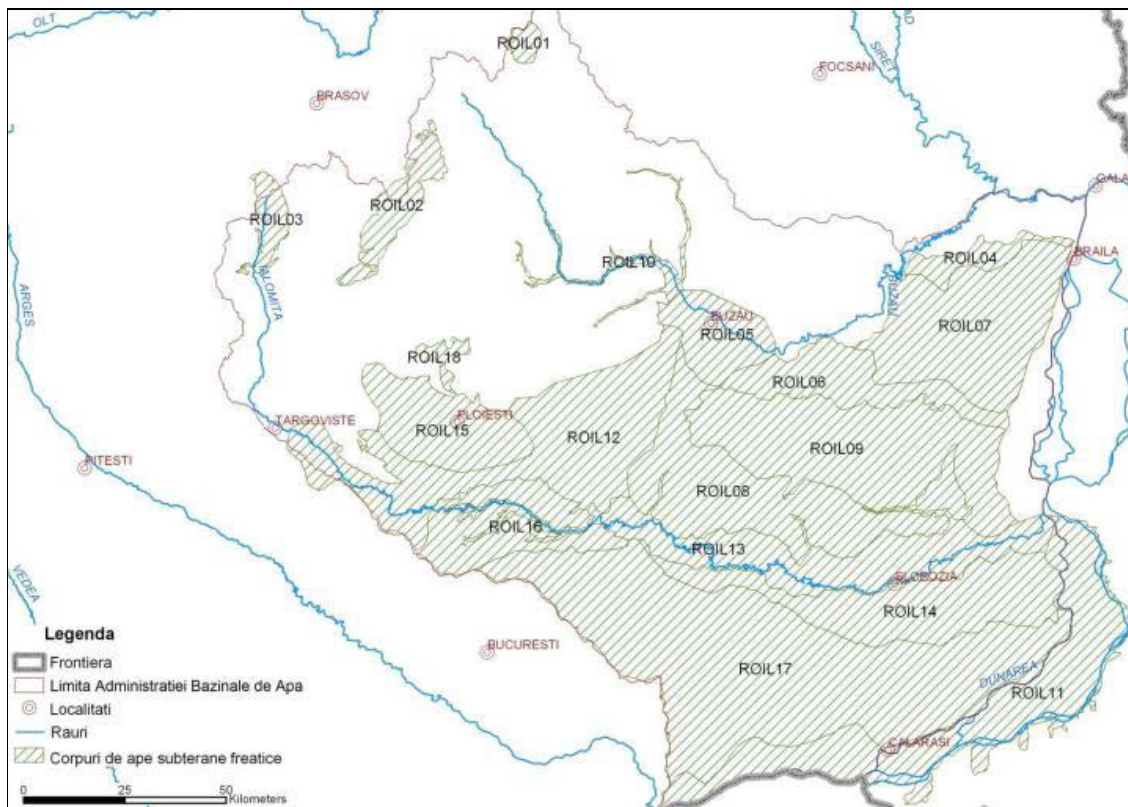 OLT
ROIL01
SIRET
FOCSANI
BRASOV
GALA
ROIL02
ROIL03
ROIL04
BRAILA
ROIL10
IALOMITA
ARGES
BUZAU
BUZAU
ROIL05
ROIL07
ROIL18
ROIL06
PLOIESTI
TARGOVISTE
ROIL15
ROIL12
ROIL09
PITESTI
ROIL08
ROIL16
ROIL13
SLOBOZIA
VEDEA
ROIL14
BUCURESTI
ROIL17
DUNAREA
ROIL11
CALARASI
Legenda
Frontiera
Limita Administratiei Bazinale de Apa
Localitati
Rauri
Corpuri de ape subterane freatice
0 25 50
Kilometers